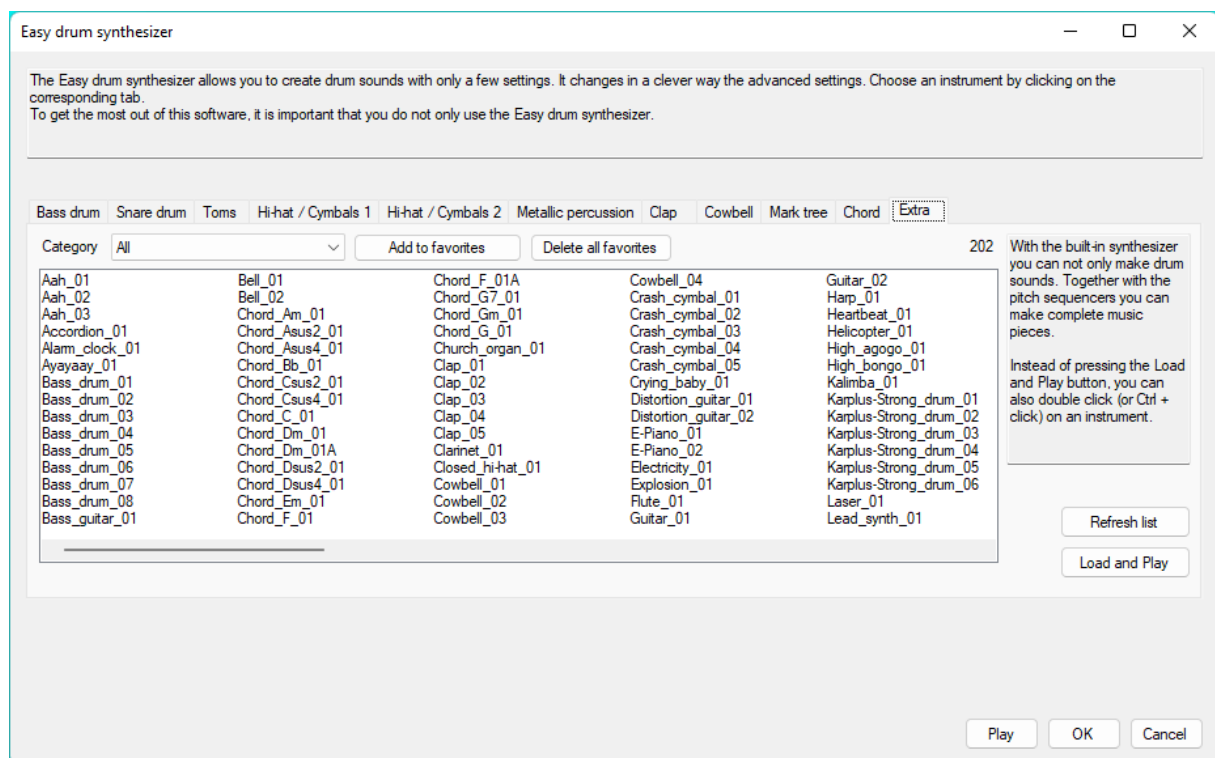 Easy drum synthesizer
The Easy drum synthesizer allows you to create drum sounds with only a few settings. It changes in a clever way the advanced settings. Choose an instrument by clicking on the
corresponding tab.
To get the most out of this software, it is important that you do not only use the Easy drum synthesizer.
Bass drum Snare drum Toms Hi-hat / Cymbals 1 Hi-hat / Cymbals 2 Metallic percussion Clap Cowbell Mark tree Chord Extra
Category All Add to favorites Delete all favorites 202
Aah_01
Aah_02
Aah_03
Accordion_01
Alarm_clock_01
Ayayaay_01
Bass_drum_01
Bass_drum_02
Bass_drum_03
Bass_drum_04
Bass_drum_05
Bass_drum_06
Bass_drum_07
Bass_drum_08
Bass_guitar_01
Bell_01
Bell_02
Chord_Am_01
Chord_Asus2_01
Chord_Asus4_01
Chord_Bb_01
Chord_Csus2_01
Chord_Csus4_01
Chord_C_01
Chord_Dm_01
Chord_Dm_01A
Chord_Dsus2_01
Chord_Dsus4_01
Chord_Em_01
Chord_F_01
Chord_F_01A
Chord_G7_01
Chord_Gm_01
Chord_G_01
Church_organ_01
Clap_01
Clap_02
Clap_03
Clap_04
Clap_05
Clarinet_01
Closed_hi-hat_01
Cowbell_01
Cowbell_02
Cowbell_03
Cowbell_04
Crash_cymbal_01
Crash_cymbal_02
Crash_cymbal_03
Crash_cymbal_04
Crash_cymbal_05
Crying_baby_01
Distortion_guitar_01
Distortion_guitar_02
E-Piano_01
E-Piano_02
Electricity_01
Explosion_01
Flute_01
Guitar_01
Guitar_02
Harp_01
Heartbeat_01
Helicopter_01
High_agogo_01
High_bongo_01
Kalimba_01
Karplus-Strong_drum_01
Karplus-Strong_drum_02
Karplus-Strong_drum_03
Karplus-Strong_drum_04
Karplus-Strong_drum_05
Karplus-Strong_drum_06
Laser_01
Lead_synth_01
With the built-in synthesizer
you can not only make drum
sounds. Together with the
pitch sequencers you can
make complete music
pieces.
Instead of pressing the Load
and Play button, you can
also double click (or Ctrl +
click) on an instrument.
Refresh list
Load and Play
Play OK Cancel